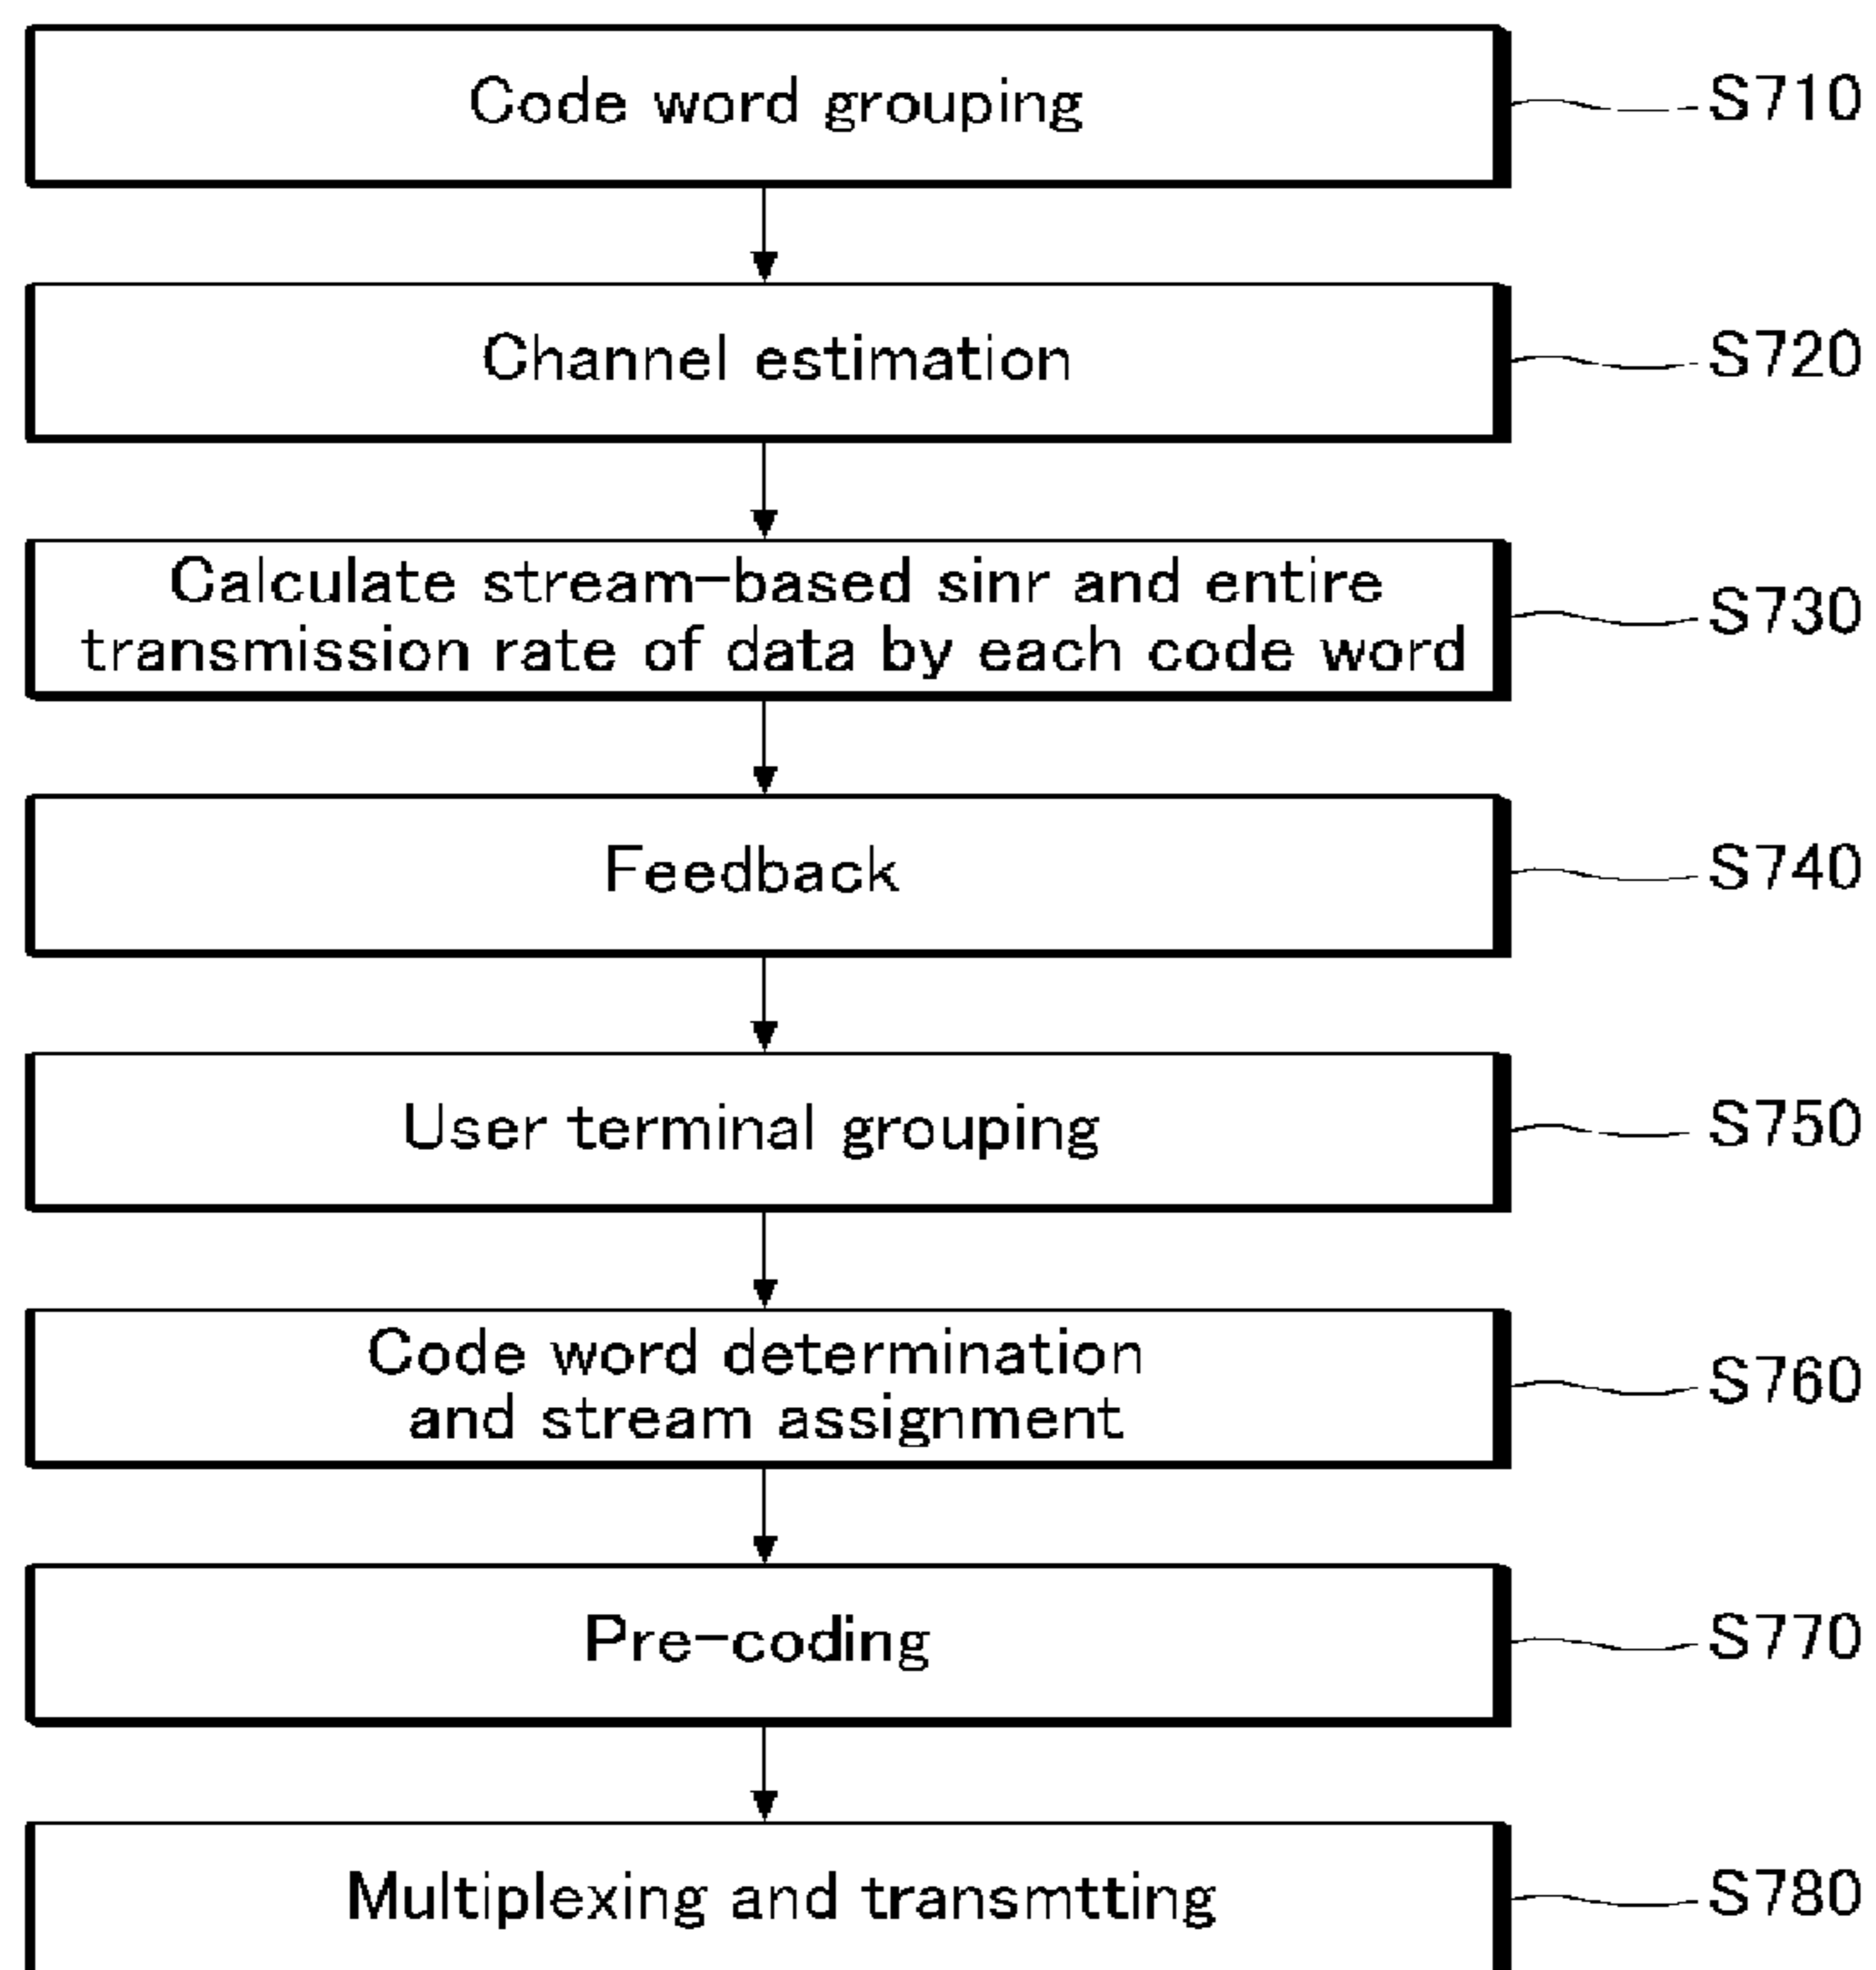 Code word grouping
S710
Channel estimation
S720
Calculate stream-based sinr and entire
transmission rate of data by each code word
S730
Feedback
S740
User terminal grouping
S750
Code word determination
and stream assignment
S760
Pre-coding
S770
Multiplexing and transmtting
S780